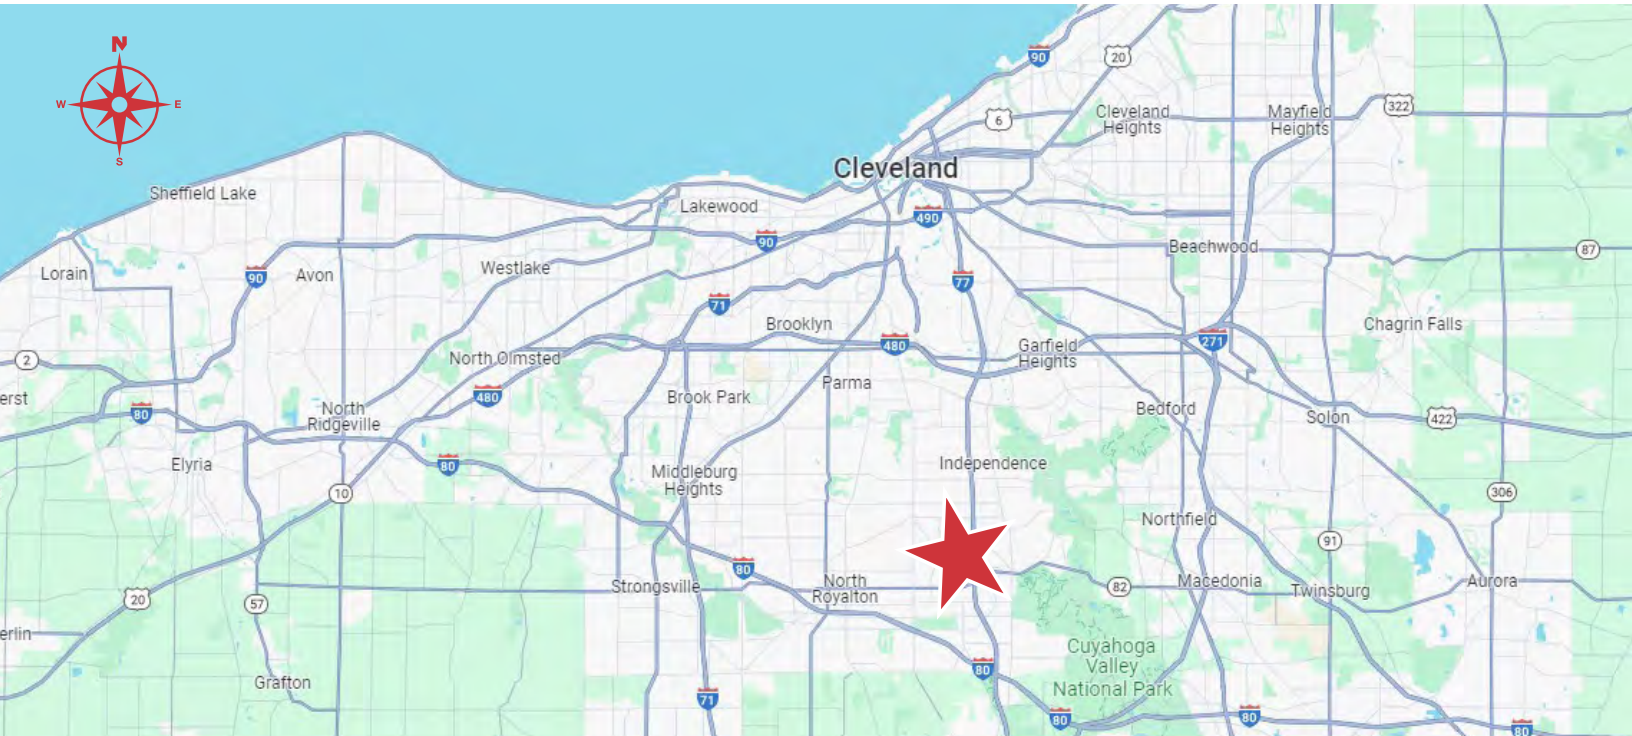 N
W
E
S
90
20
6
Cleveland
Heights
Mayfield
Heights
322
Cleveland
Sheffield Lake
Lakewood
490
90
Beachwood
87
Lorain
90
Avon
Westlake
77
71
Brooklyn
480
Garfield
Heights
271
Chagrin Falls
2
North Olmsted
Parma
erst
80
480
Brook Park
North
Ridgeville
Bedford
Solon
422
Elyria
80
Middleburg
Heights
Independence
10
306
Northfield
91
80
Strongsville
North
Royalton
82
Macedonia
Twinsburg
Aurora
20
57
erlin
Cuyahoga
Valley
National Park
80
Grafton
71
80
80
80